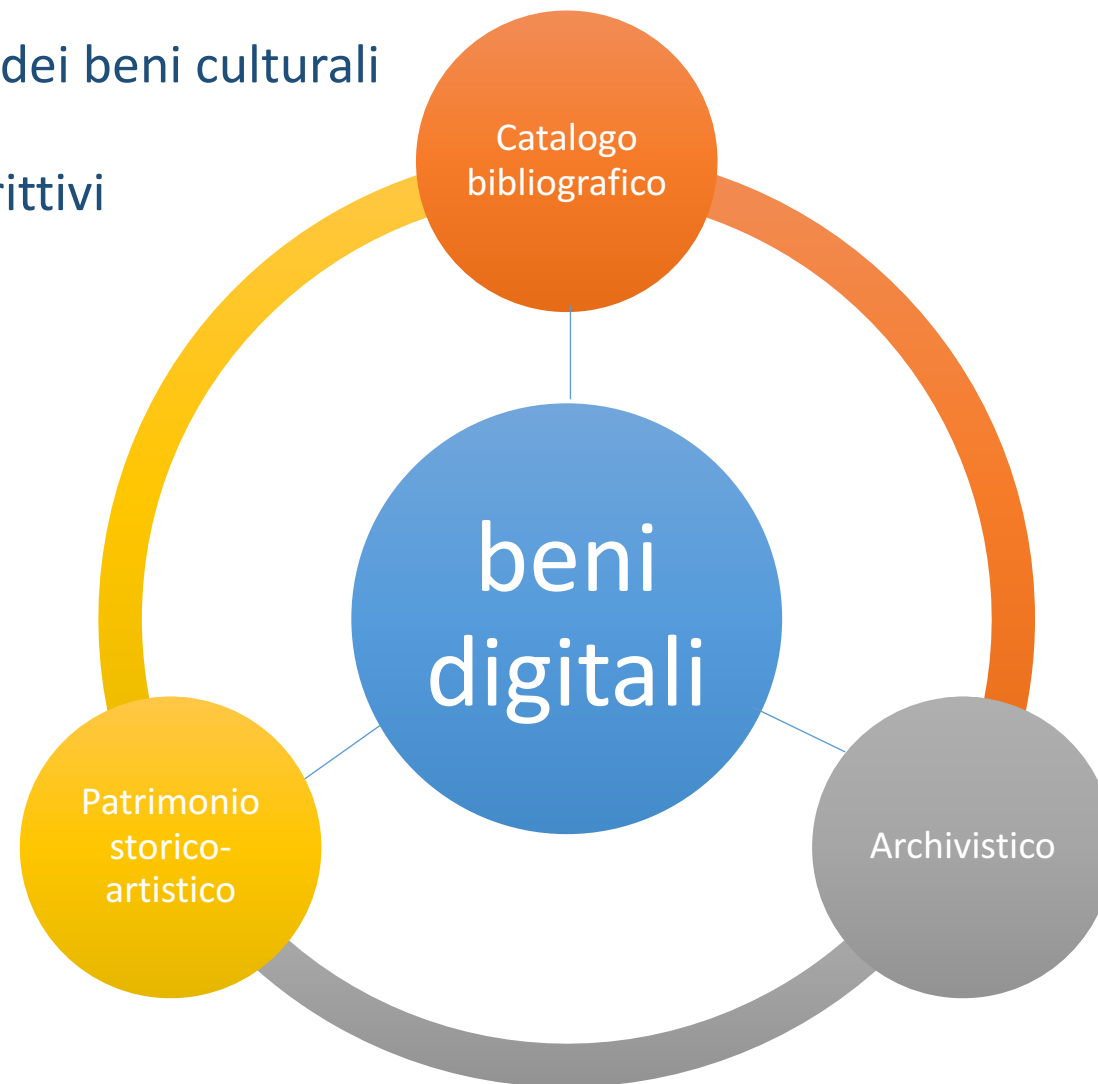 dei beni culturali
rittivi
Catalogo
bibliografico
beni
digitali
Patrimonio
storico-
artistico
Archivistico